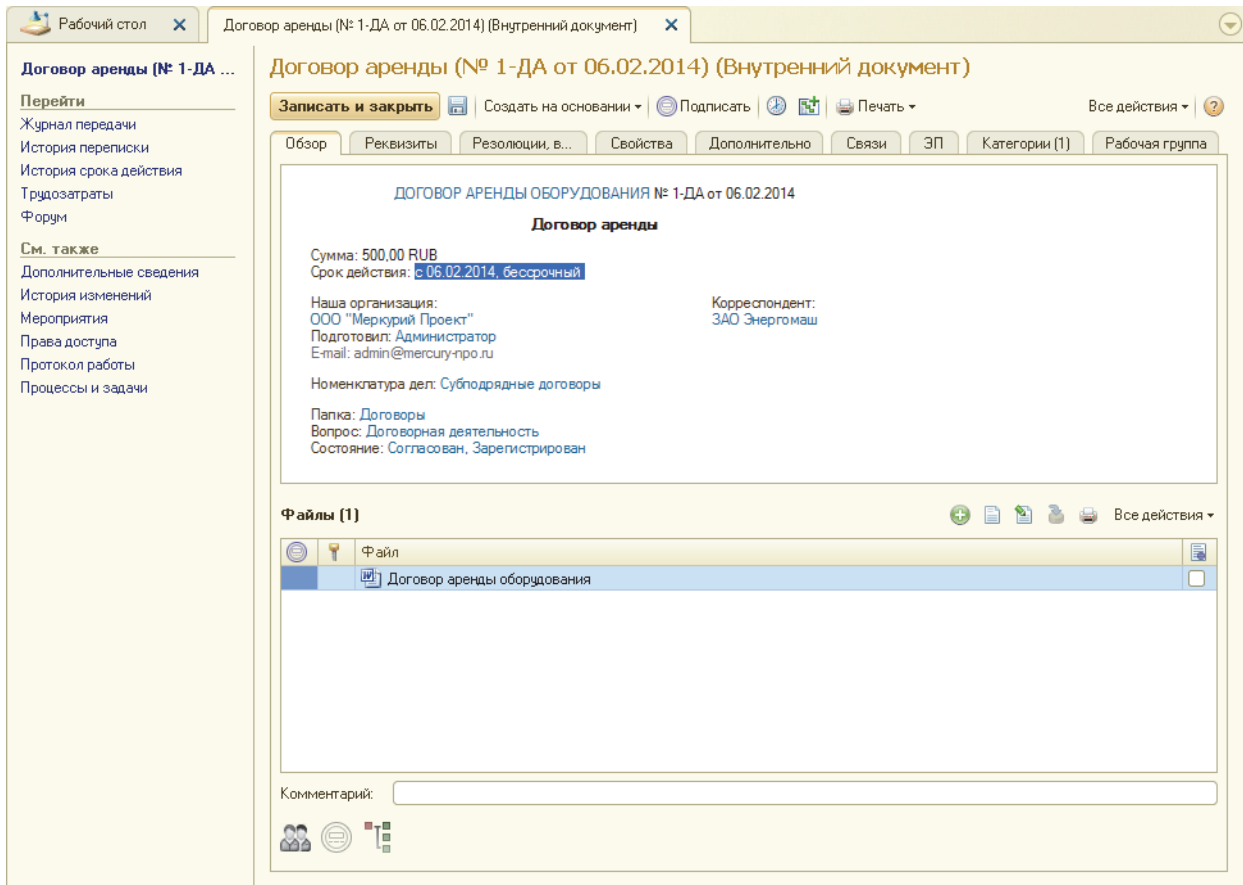 Рабочий стол
Договор аренды (№ 1-ДА от 06.02.2014) (Внутренний документ)
Договор аренды (№ 1-ДА ...
Перейти
Журнал передачи
История переписки
История срока действия
Трудозатраты
Форум
См. также
Дополнительные сведения
История изменений
Мероприятия
Права доступа
Протокол работы
Процессы и задачи
Договор аренды (№ 1-ДА от 06.02.2014) (Внутренний документ)
Записать и закрыть Создать на основании Подписать Печать Все действия ?
Обзор Реквизиты Резолюции, в... Свойства Дополнительно Связи ЭП Категории (1) Рабочая группа
ДОГОВОР АРЕНДЫ ОБОРУДОВАНИЯ № 1-ДА от 06.02.2014
Договор аренды
Сумма: 500,00 RUB
Срок действия: с 06.02.2014, бессрочный
Наша организация: Корреспондент:
ООО "Меркурий Проект" ЗАО Энергомаш
Подготовил: Администратор
E-mail: admin@mercury-npo.ru
Номенклатура дел: Субподрядные договоры
Папка: Договоры
Вопрос: Договорная деятельность
Состояние: Согласован, Зарегистрирован
Файлы (1) Все действия
Файл
Договор аренды оборудования
Комментарий: